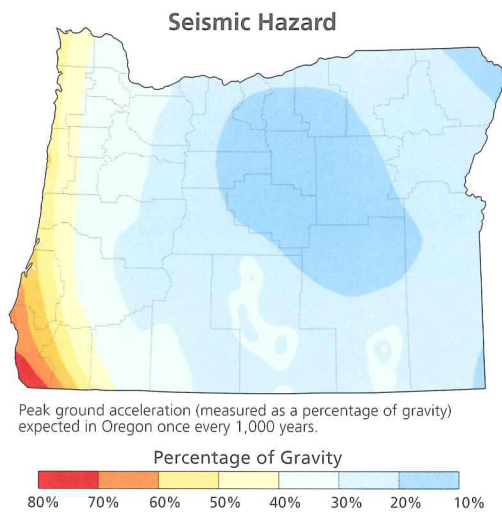 Seismic Hazard
Peak ground acceleration (measured as a percentage of gravity)
expected in Oregon once every 1,000 years.
Percentage of Gravity
80% 70% 60% 50% 40% 30% 20% 10%